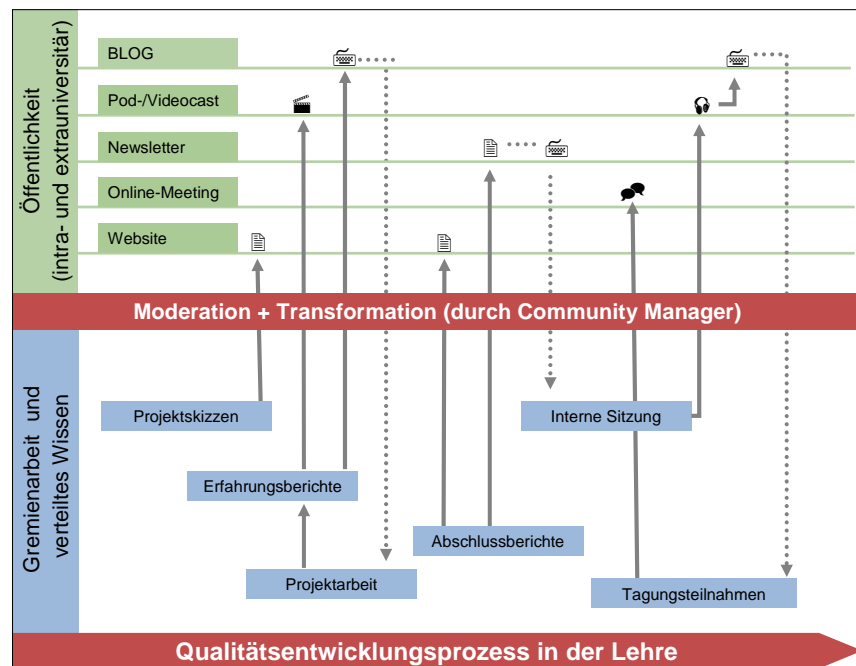 Öffentlichkeit
(intra- und extrauniversitär)
BLOG
Pod-/Videocast
Newsletter
Online-Meeting
Website
Moderation + Transformation (durch Community Manager)
Gremienarbeit und
verteiltes Wissen
Projektskizzen
Interne Sitzung
Erfahrungsberichte
Abschlussberichte
Projektarbeit
Tagungsteilnahmen
Qualitätsentwicklungsprozess in der Lehre